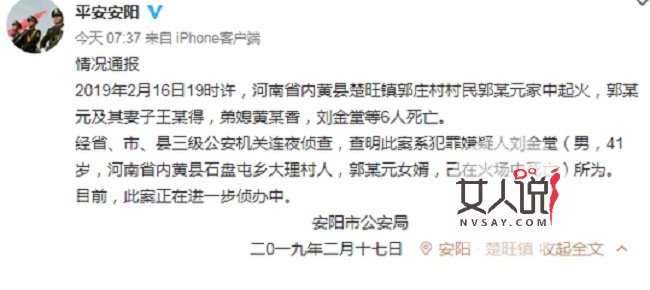 平安安阳
今天 07:37 来自 iPhone客户端
情况通报
2019年2月16日19时许，河南省内黄县楚旺镇郭庄村村民郭某元家中起火，郭某
元及其妻子王某得，弟媳黄某香，刘金堂等6人死亡。
经省、市、县三级公安机关连夜侦查，查明此案系犯罪嫌疑人刘金堂（男，41
岁，河南省内黄县石盘屯乡大理村人，郭某元女婿，己在火场中死亡）所为。
目前，此案正在进一步侦办中。
安阳市公安局
二0一九年二月十七日 安阳·楚旺镇 收起全文
女人说
NVSAY.COM